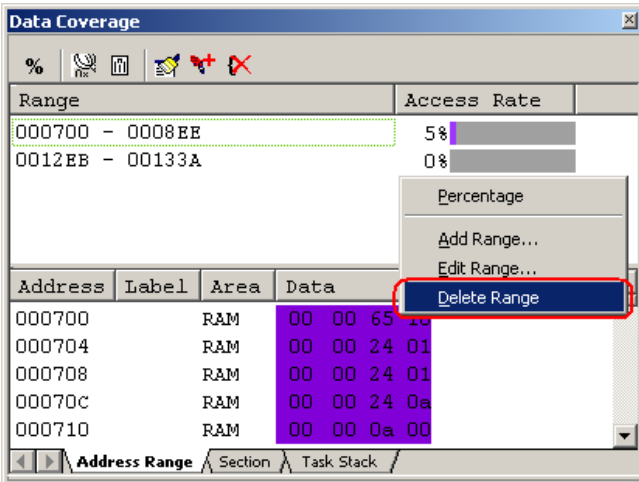 Data Coverage
%
Range Access Rate
000700 - 0008EE 5%
0012EB - 00133A 0%
Percentage
Add Range...
Edit Range...
Delete Range
Address Label Area Data
000700 RAM 00 00 65
000704 RAM 00 00 24 01
000708 RAM 00 00 24 01
00070C RAM 00 00 24 0a
000710 RAM 00 00 0a 00
Address Range Section Task Stack